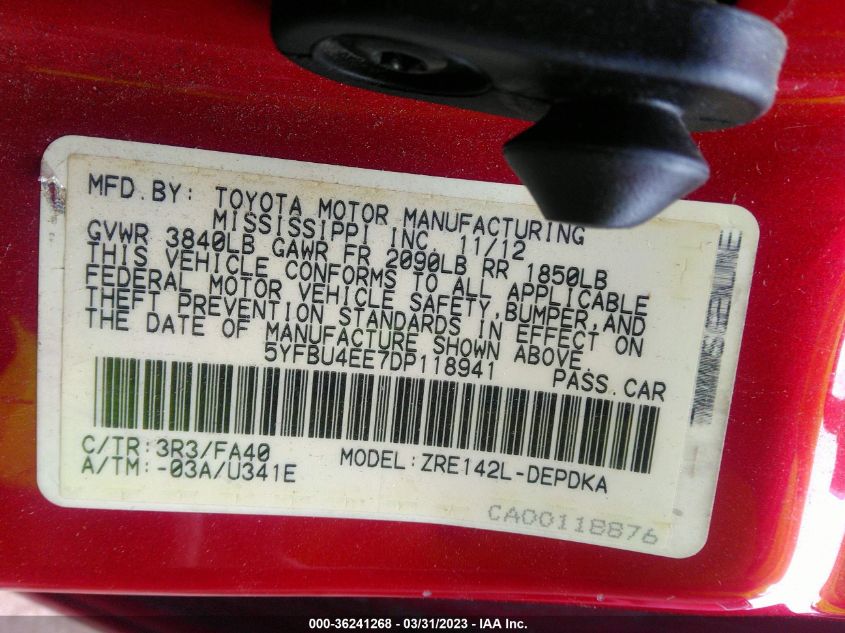 MFD.BY: TOYOTA MOTOR MANUFACTURING
MISSISSIPPI INC. 11/12
GVWR 3840LB GAWR FR 2090LB RR 1850LB
THIS VEHICLE CONFORMS TO ALL APPLICABLE
FEDERAL MOTOR VEHICLE SAFETY,BUMPER,AND
THEFT PREVENTION STANDARDS IN EFFECT ON
THE DATE OF MANUFACTURE SHOWN ABOVE.
5YFBU4EE7DP118941 PASS.CAR
C/TR:3R3/FA40 MODEL:ZRE142L-DEPDKA
A/TM:-03A/U341E
CA00118876
000-36241268 - 03/31/2023 - IAA Inc.